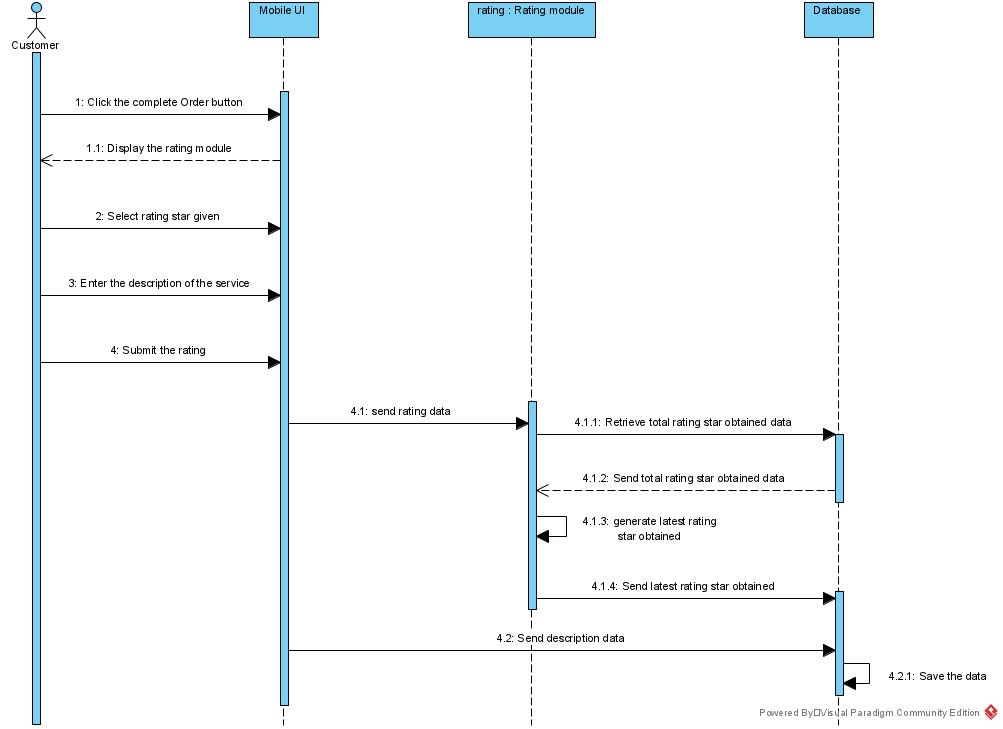 Customer
Mobile UI
rating : Rating module
Database
1: Click the complete Order button
1.1: Display the rating module
2: Select rating star given
3: Enter the description of the service
4: Submit the rating
4.1: send rating data
4.1.1: Retrieve total rating star obtained data
4.1.2: Send total rating star obtained data
4.1.3: generate latest rating
star obtained
4.1.4: Send latest rating star obtained
4.2: Send description data
4.2.1: Save the data
Powered By□Visual Paradigm Community Edition